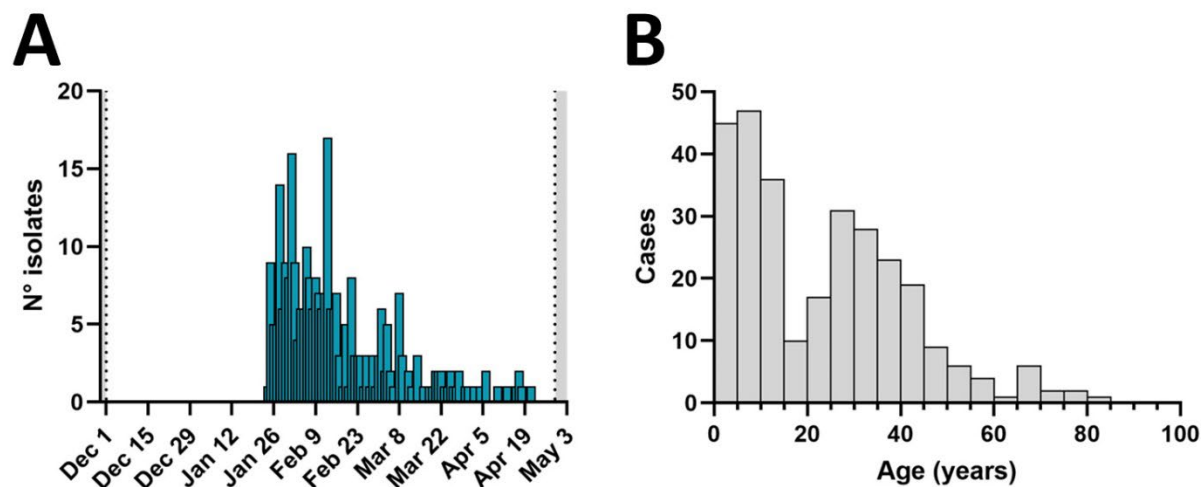 A
B
N° isolates
20
15
10
5
0
Dec 1
Dec 15
Dec 29
Jan 12
Jan 26
Feb 9
Feb 23
Mar 8
Mar 22
Apr 5
Apr 19
May 3
Cases
50
40
30
20
10
0
0 20 40 60 80 100
Age (years)